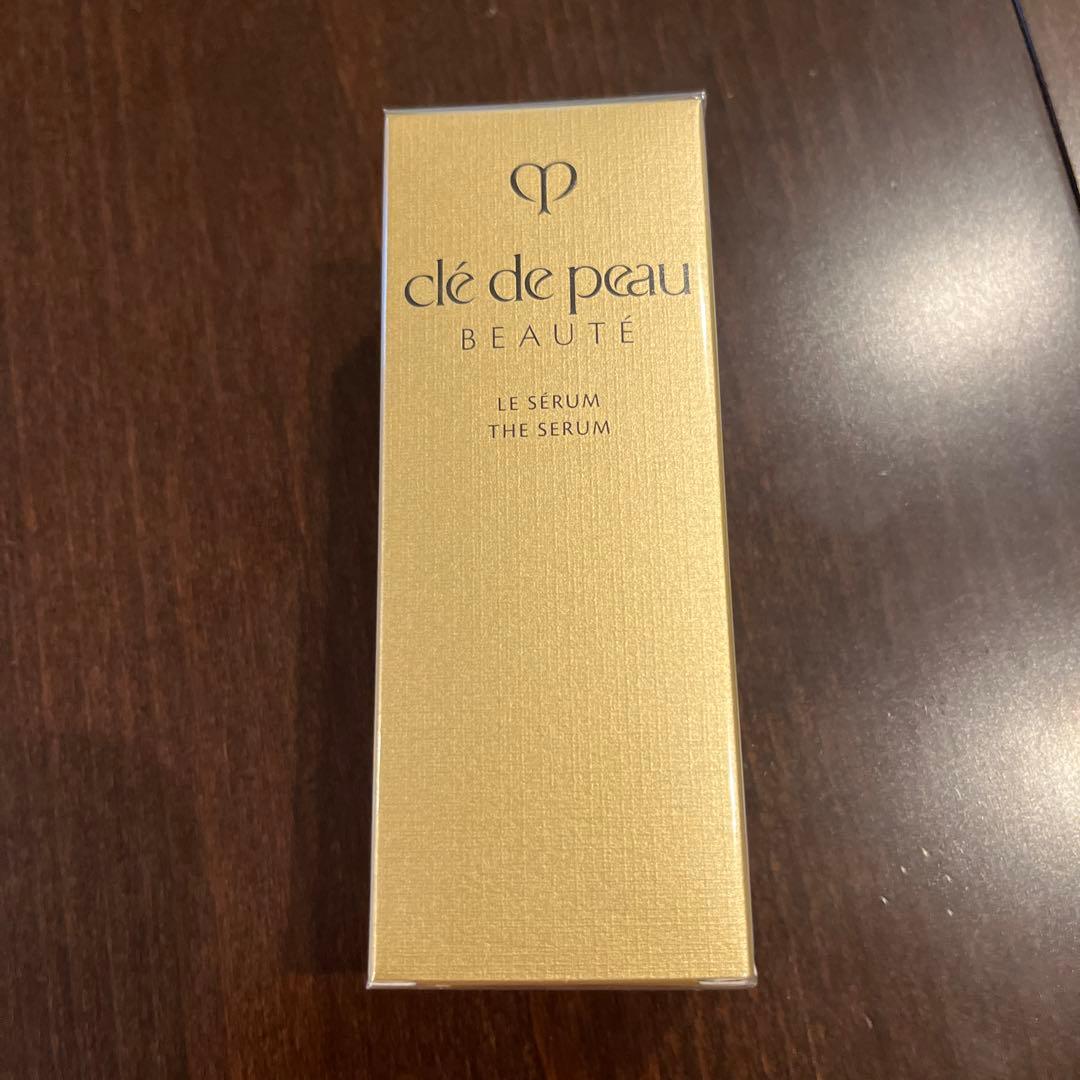 clé de peau
BEAUTÉ
LE SÉRUM
THE SERUM